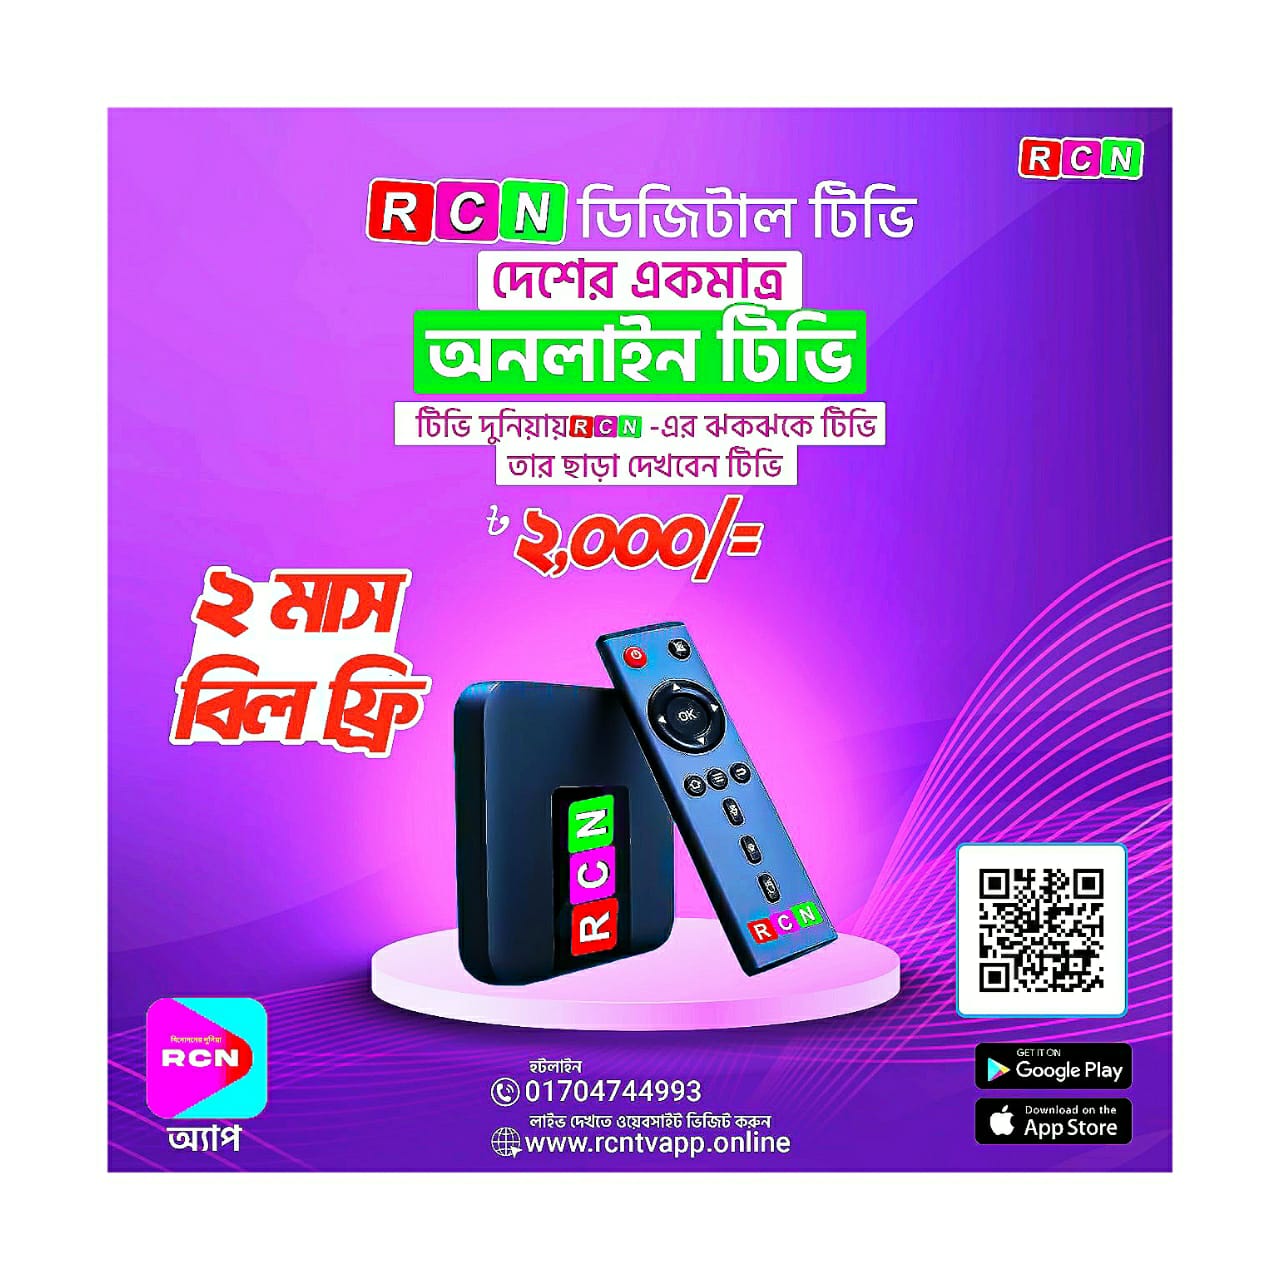 RCN
RCN ডিজিটাল টিভি
দেশের একমাত্র
অনলাইন টিভি
টিভি দুনিয়ায় RCN -এর ঝকঝকে টিভি
তার ছাড়া দেখবেন টিভি
৳ ২,০০০/=
২ মাস
বিল ফ্রি
OK
RCN
RCN
বিনোদনের দুনিয়া
RCN
অ্যাপ
হটলাইন
01704744993
লাইভ দেখতে ওয়েবসাইট ভিজিট করুন
www.rcntvapp.online
GET IT ON
Google Play
Download on the
App Store